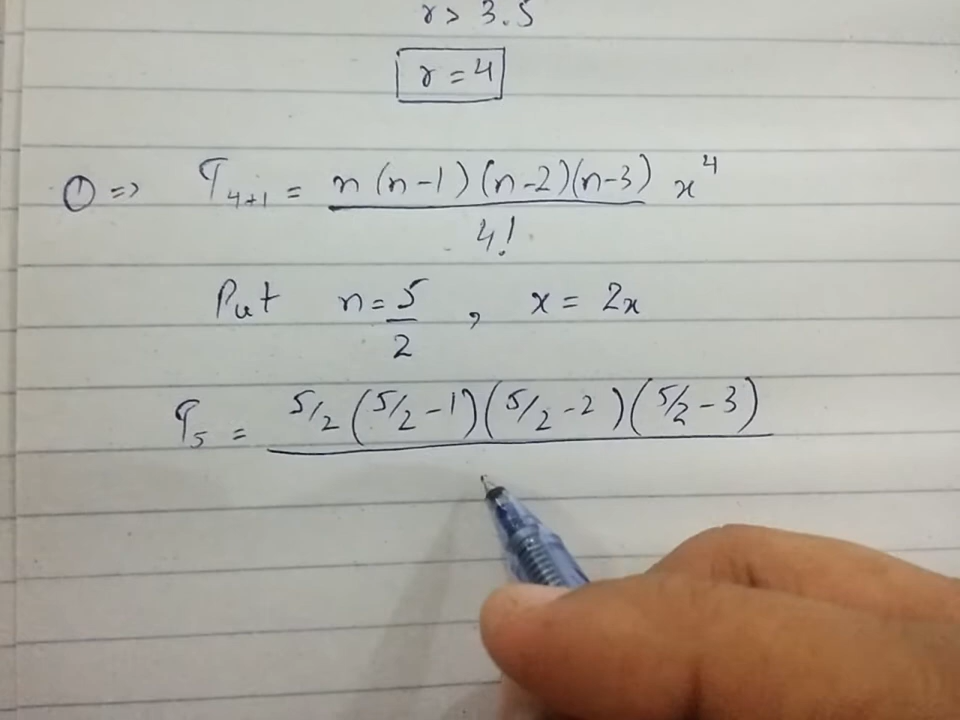 r > 3.5
r = 4
① => T₄₊₁ = n (n-1) (n-2)(n-3) / 4! x⁴
Put n = 5/2 , x = 2x
T₅ = 5/2 (5/2 - 1)(5/2 - 2)(5/2 - 3)